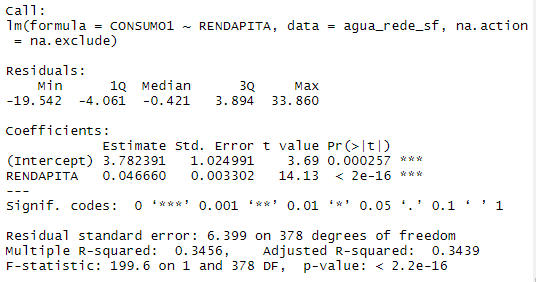 Call:
lm(formula = CONSUMO1 ~ RENDAPITA, data = agua_rede_sf, na.action
 = na.exclude)

Residuals:
    Min      1Q  Median      3Q     Max
-19.542  -4.061  -0.421   3.894  33.860

Coefficients:
            Estimate Std. Error t value Pr(>|t|)
(Intercept) 3.782391   1.024991    3.69 0.000257 ***
RENDAPITA   0.046660   0.003302   14.13  < 2e-16 ***
---
Signif. codes:  0 ‘***’ 0.001 ‘**’ 0.01 ‘*’ 0.05 ‘.’ 0.1 ‘ ’ 1

Residual standard error: 6.399 on 378 degrees of freedom
Multiple R-squared:  0.3456,    Adjusted R-squared:  0.3439
F-statistic: 199.6 on 1 and 378 DF,  p-value: < 2.2e-16